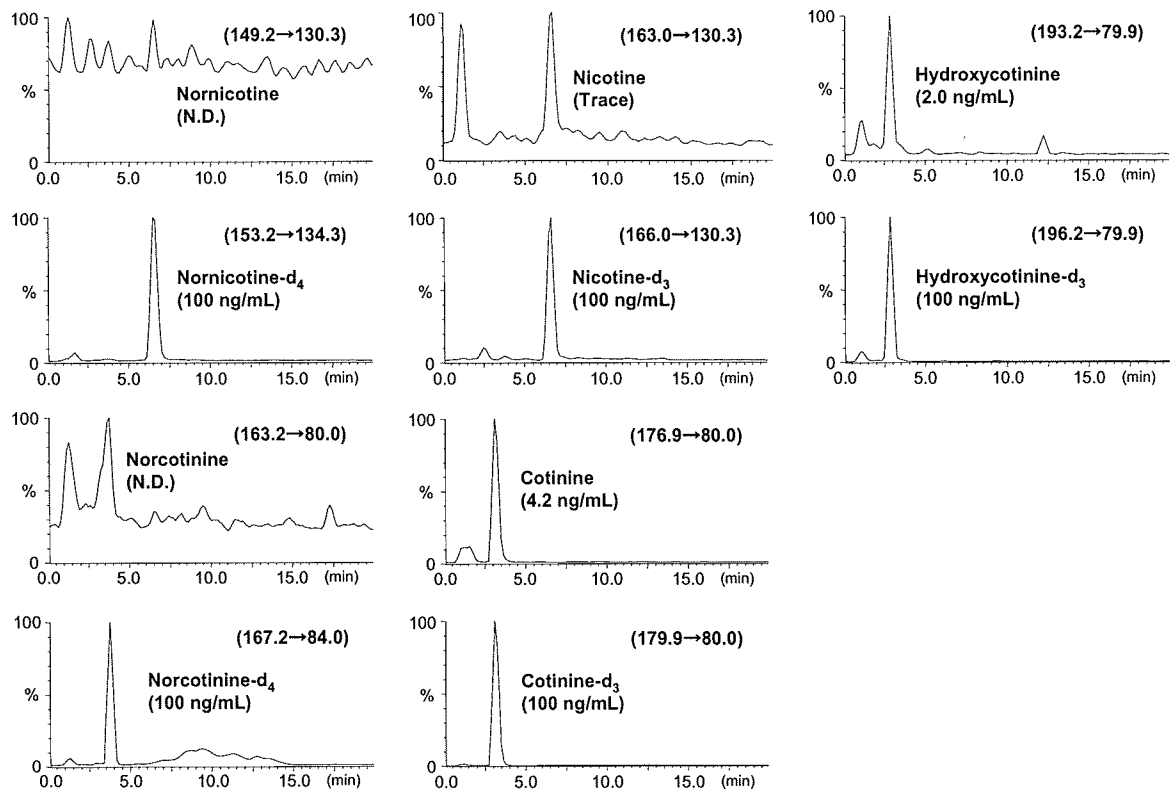 100
(149.2→130.3)
%
Nornicotine
(N.D.)
0
0.0 5.0 10.0 15.0 (min)
100
(163.0→130.3)
Nicotine
(Trace)
%
0
0.0 5.0 10.0 15.0 (min)
100
(193.2→79.9)
Hydroxycotinine
(2.0 ng/mL)
%
0
0.0 5.0 10.0 15.0 (min)
100
(153.2→134.3)
Nornicotine-d4
(100 ng/mL)
%
0
0.0 5.0 10.0 15.0 (min)
100
(166.0→130.3)
Nicotine-d3
(100 ng/mL)
%
0
0.0 5.0 10.0 15.0 (min)
100
(196.2→79.9)
Hydroxycotinine-d3
(100 ng/mL)
%
0
0.0 5.0 10.0 15.0 (min)
100
(163.2→80.0)
Norcotinine
(N.D.)
%
0
0.0 5.0 10.0 15.0 (min)
100
(176.9→80.0)
Cotinine
(4.2 ng/mL)
%
0
0.0 5.0 10.0 15.0 (min)
100
(167.2→84.0)
Norcotinine-d4
(100 ng/mL)
%
0
0.0 5.0 10.0 15.0 (min)
100
(179.9→80.0)
Cotinine-d3
(100 ng/mL)
%
0
0.0 5.0 10.0 15.0 (min)